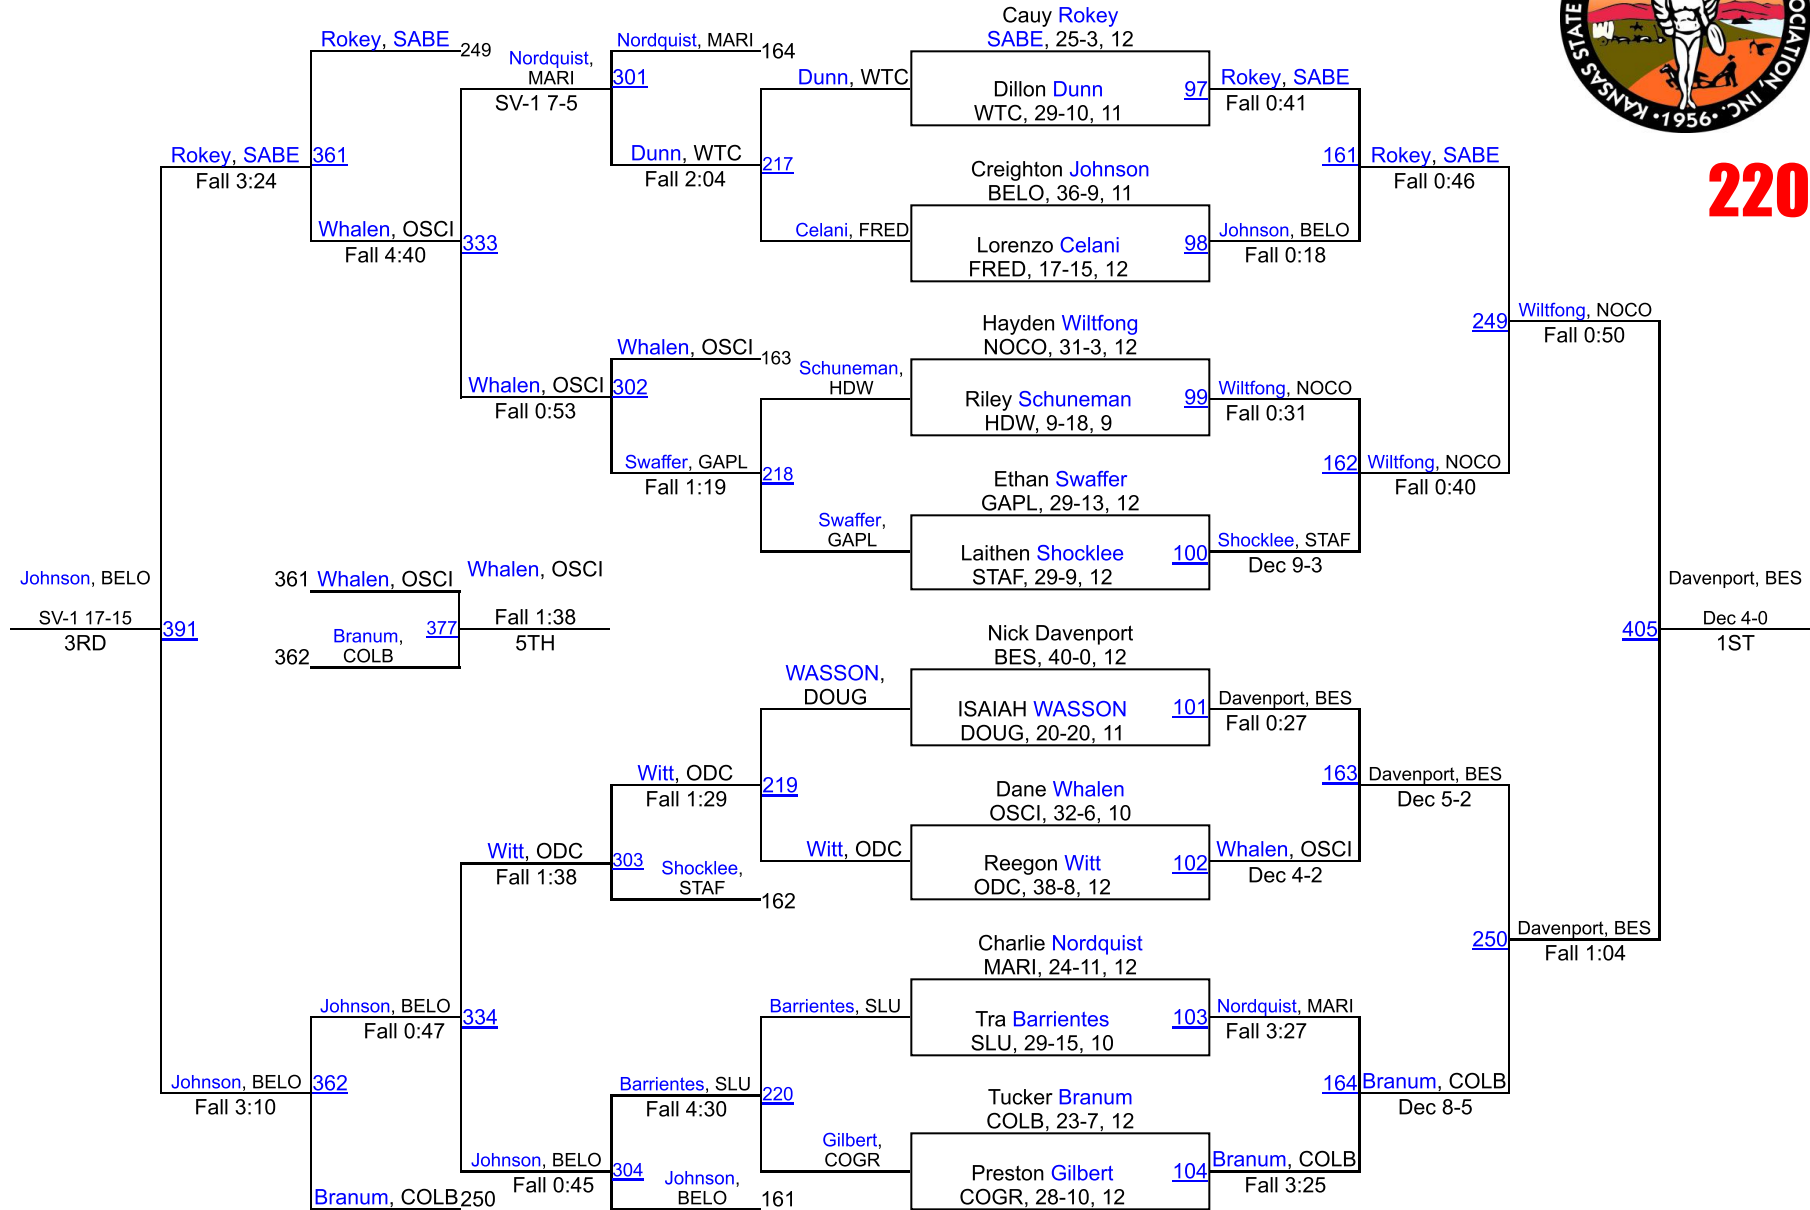 Cauy Rokey
SABE, 25-3, 12
Rokey, SABE
249
Nordquist,
MARI
SV-1 7-5
Nordquist, MARI
164
301
Dunn, WTC
Dillon Dunn
WTC, 29-10, 11
97
Rokey, SABE
Fall 0:41
KANSAS STATE
OCIATION, INC.
•1956•
Rokey, SABE
Fall 3:24
361
Dunn, WTC
Fall 2:04
217
Creighton Johnson
BELO, 36-9, 11
161
Rokey, SABE
Fall 0:46
220
Whalen, OSCI
Fall 4:40
333
Celani, FRED
Lorenzo Celani
FRED, 17-15, 12
98
Johnson, BELO
Fall 0:18
Hayden Wiltfong
NOCO, 31-3, 12
249
Wiltfong, NOCO
Fall 0:50
Whalen, OSCI
163
Schuneman,
HDW
Whalen, OSCI
Fall 0:53
302
Riley Schuneman
HDW, 9-18, 9
99
Wiltfong, NOCO
Fall 0:31
Swaffer, GAPL
Fall 1:19
218
Ethan Swaffer
GAPL, 29-13, 12
162
Wiltfong, NOCO
Fall 0:40
Swaffer,
GAPL
Laithen Shocklee
STAF, 29-9, 12
100
Shocklee, STAF
Dec 9-3
Johnson, BELO
SV-1 17-15
3RD
391
361
Whalen, OSCI
362
Branum,
COLB
377
Whalen, OSCI
Fall 1:38
5TH
Davenport, BES
Dec 4-0
1ST
405
Nick Davenport
BES, 40-0, 12
WASSON,
DOUG
ISAIAH WASSON
DOUG, 20-20, 11
101
Davenport, BES
Fall 0:27
Witt, ODC
Fall 1:29
219
Dane Whalen
OSCI, 32-6, 10
163
Davenport, BES
Dec 5-2
Witt, ODC
Fall 1:38
303
Shocklee,
STAF
162
Witt, ODC
Reegon Witt
ODC, 38-8, 12
102
Whalen, OSCI
Dec 4-2
Charlie Nordquist
MARI, 24-11, 12
250
Davenport, BES
Fall 1:04
Johnson, BELO
Fall 0:47
334
Barrientes, SLU
Tra Barrientes
SLU, 29-15, 10
103
Nordquist, MARI
Fall 3:27
Johnson, BELO
Fall 3:10
362
Barrientes, SLU
Fall 4:30
220
Tucker Branum
COLB, 23-7, 12
164
Branum, COLB
Dec 8-5
Johnson, BELO
Fall 0:45
304
Gilbert,
COGR
Preston Gilbert
COGR, 28-10, 12
104
Branum, COLB
Fall 3:25
Branum, COLB
250
Johnson,
BELO
161